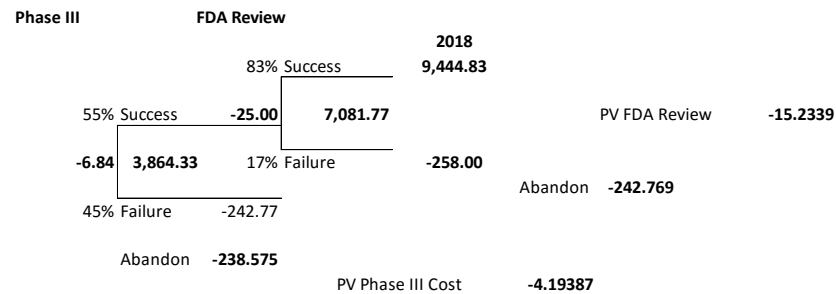 Phase III FDA Review
2018
83% Success 9,444.83
55% Success -25.00 7,081.77 PV FDA Review -15.2339
-6.84 3,864.33 17% Failure -258.00
Abandon -242.769
45% Failure -242.77
Abandon -238.575
PV Phase III Cost -4.19387